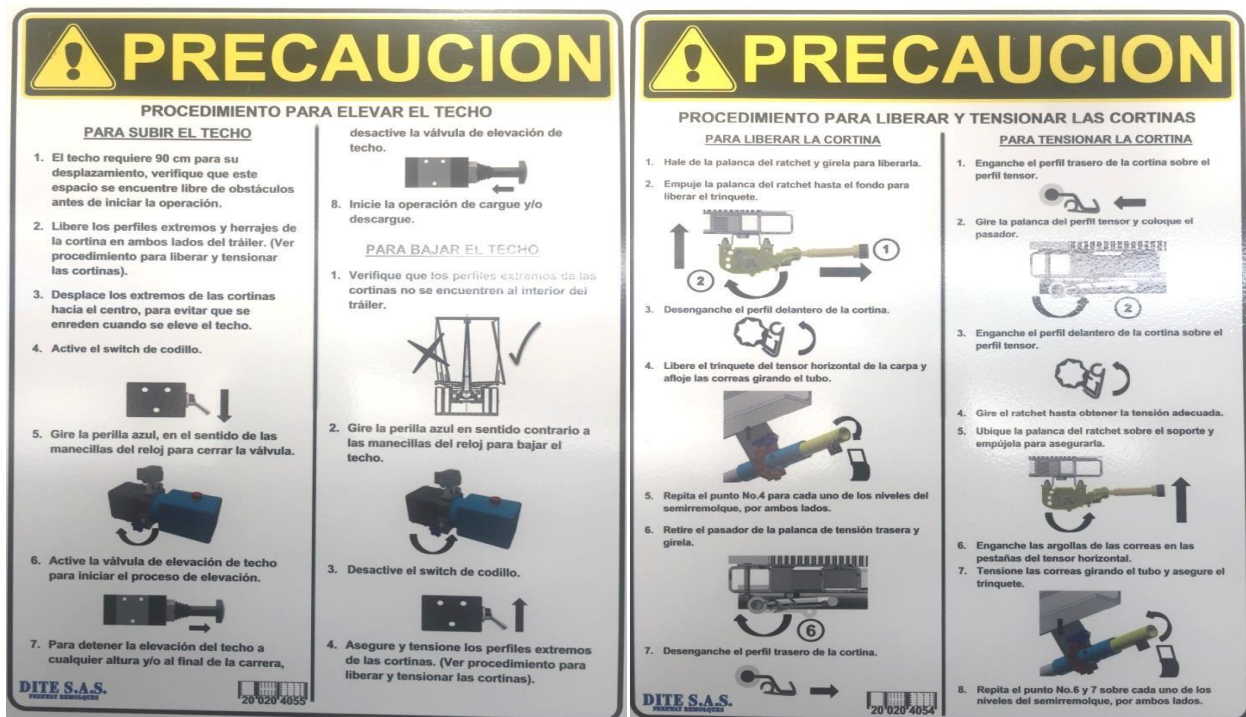 PRECAUCION
PROCEDIMIENTO PARA ELEVAR EL TECHO
PARA SUBIR EL TECHO
1. El techo requiere 90 cm para su
desplazamiento, verifique que este
espacio se encuentre libre de obstáculos
antes de iniciar la operación.
2. Libere los perfiles extremos y herrajes de
la cortina en ambos lados del tráiler. (Ver
procedimiento para liberar y tensionar
las cortinas).
3. Desplace los extremos de las cortinas
hacia el centro, para evitar que se
enreden cuando se eleve el techo.
4. Active el switch de codillo.
5. Gire la perilla azul, en el sentido de las
manecillas del reloj para cerrar la válvula.
6. Active la válvula de elevación de techo
para iniciar el proceso de elevación.
7. Para detener la elevación del techo a
cualquier altura y/o al final de la carrera,
desactive la válvula de elevación de
techo.
8. Inicie la operación de cargue y/o
descargue.
PARA BAJAR EL TECHO
1. Verifique que los perfiles extremos de las
cortinas no se encuentren al interior del
tráiler.
2. Gire la perilla azul en sentido contrario a
las manecillas del reloj para bajar el
techo.
3. Desactive el switch de codillo.
4. Asegure y tensione los perfiles extremos
de las cortinas. (Ver procedimiento para
liberar y tensionar las cortinas).
DITE S.A.S.
FREEWAY REMOLQUES
20 020 4055
PRECAUCION
PROCEDIMIENTO PARA LIBERAR Y TENSIONAR LAS CORTINAS
PARA LIBERAR LA CORTINA
1. Hale de la palanca del ratchet y gírela para liberarla.
2. Empuje la palanca del ratchet hasta el fondo para
liberar el trinquete.
1
2
3. Desenganche el perfil delantero de la cortina.
4. Libere el trinquete del tensor horizontal de la carpa y
afloje las correas girando el tubo.
5. Repita el punto No.4 para cada uno de los niveles del
semirremolque, por ambos lados.
6. Retire el pasador de la palanca de tensión trasera y
gírela.
6
7. Desenganche el perfil trasero de la cortina.
PARA TENSIONAR LA CORTINA
1. Enganche el perfil trasero de la cortina sobre el
perfil tensor.
2. Gire la palanca del perfil tensor y coloque el
pasador.
2
3. Enganche el perfil delantero de la cortina sobre el
perfil tensor.
4. Gire el ratchet hasta obtener la tensión adecuada.
5. Ubique la palanca del ratchet sobre el soporte y
empújela para asegurarla.
6. Enganche las argollas de las correas en las
pestañas del tensor horizontal.
7. Tensione las correas girando el tubo y asegure el
trinquete.
8. Repita el punto No.6 y 7 sobre cada uno de los
niveles del semirremolque, por ambos lados.
DITE S.A.S.
FREEWAY REMOLQUES
20 020 4054